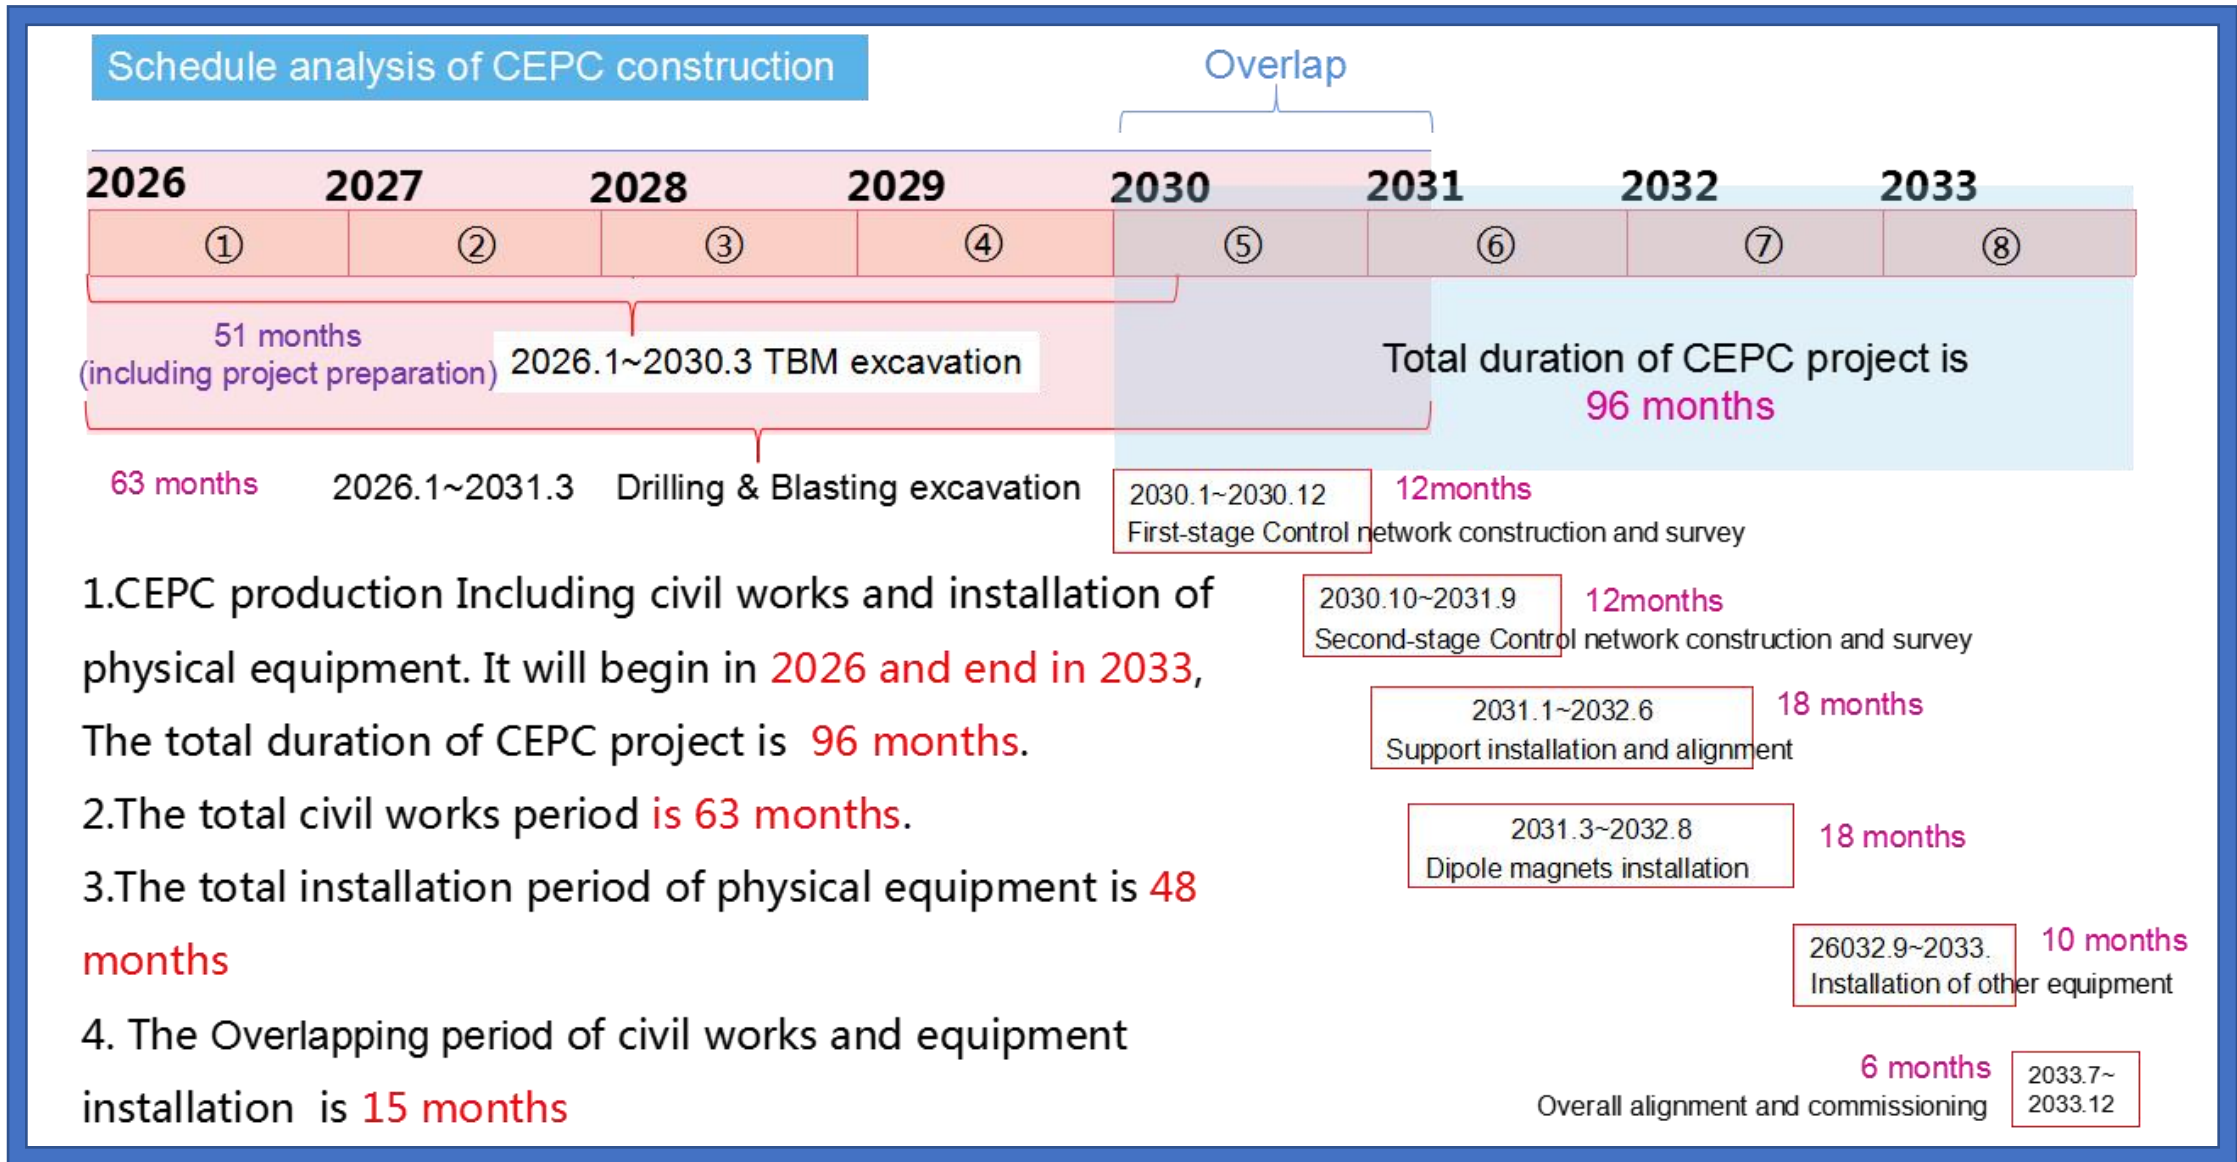 Schedule analysis of CEPC construction
Overlap
2026 2027 2028 2029 2030 2031 2032 2033
① ② ③ ④ ⑤ ⑥ ⑦ ⑧
51 months
(including project preparation)
2026.1~2030.3 TBM excavation
Total duration of CEPC project is
96 months
63 months 2026.1~2031.3 Drilling & Blasting excavation
2030.1~2030.12 12months
First-stage Control network construction and survey
2030.10~2031.9 12months
Second-stage Control network construction and survey
2031.1~2032.6 18 months
Support installation and alignment
2031.3~2032.8 18 months
Dipole magnets installation
26032.9~2033. 10 months
Installation of other equipment
6 months
Overall alignment and commissioning
2033.7~
2033.12
1.CEPC production Including civil works and installation of
physical equipment. It will begin in 2026 and end in 2033,
The total duration of CEPC project is 96 months.
2.The total civil works period is 63 months.
3.The total installation period of physical equipment is 48
months
4. The Overlapping period of civil works and equipment
installation is 15 months